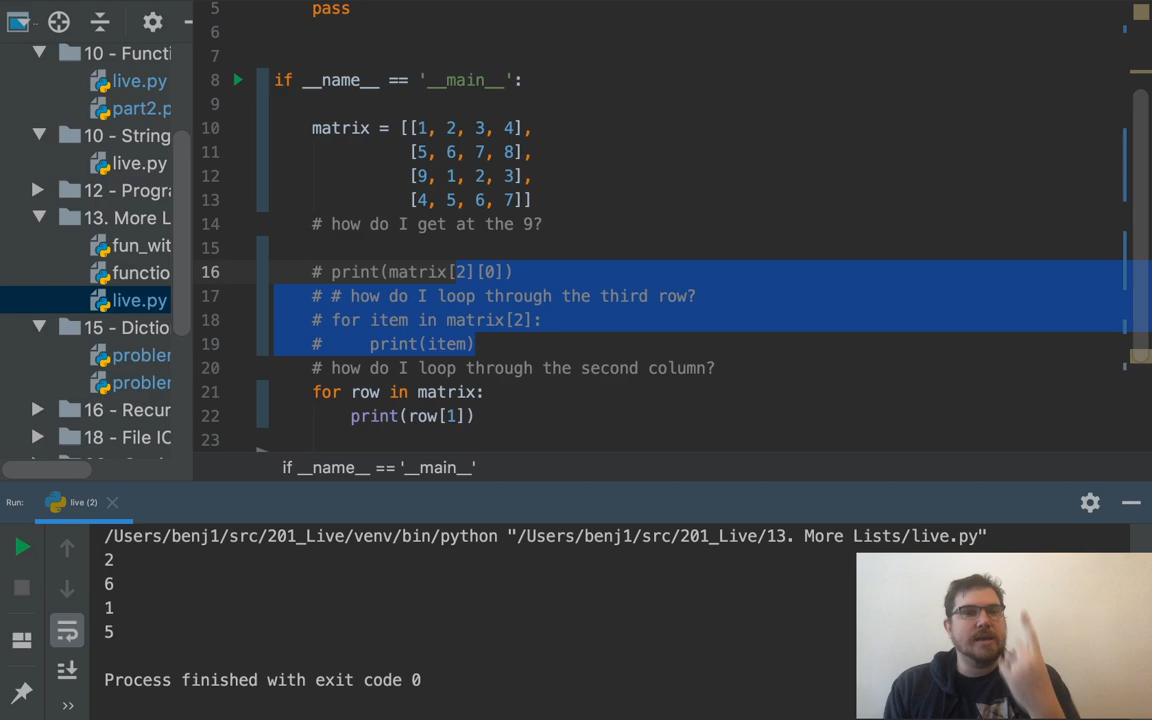 10 - Functi
live.py
part2.p
10 - String
live.py
12 - Progra
13. More L
fun_wit
functio
live.py
15 - Dictio
problem
problem
16 - Recur
18 - File IO
5 pass
6
7
8 if __name__ == '__main__':
9
10 matrix = [[1, 2, 3, 4],
11 [5, 6, 7, 8],
12 [9, 1, 2, 3],
13 [4, 5, 6, 7]]
14 # how do I get at the 9?
15
16 # print(matrix[2][0])
17 # # how do I loop through the third row?
18 # for item in matrix[2]:
19 #     print(item)
20 # how do I loop through the second column?
21 for row in matrix:
22 print(row[1])
23
if __name__ == '__main__'
Run: live (2)
/Users/benj1/src/201_Live/venv/bin/python "/Users/benj1/src/201_Live/13. More Lists/live.py"
2
6
1
5
Process finished with exit code 0